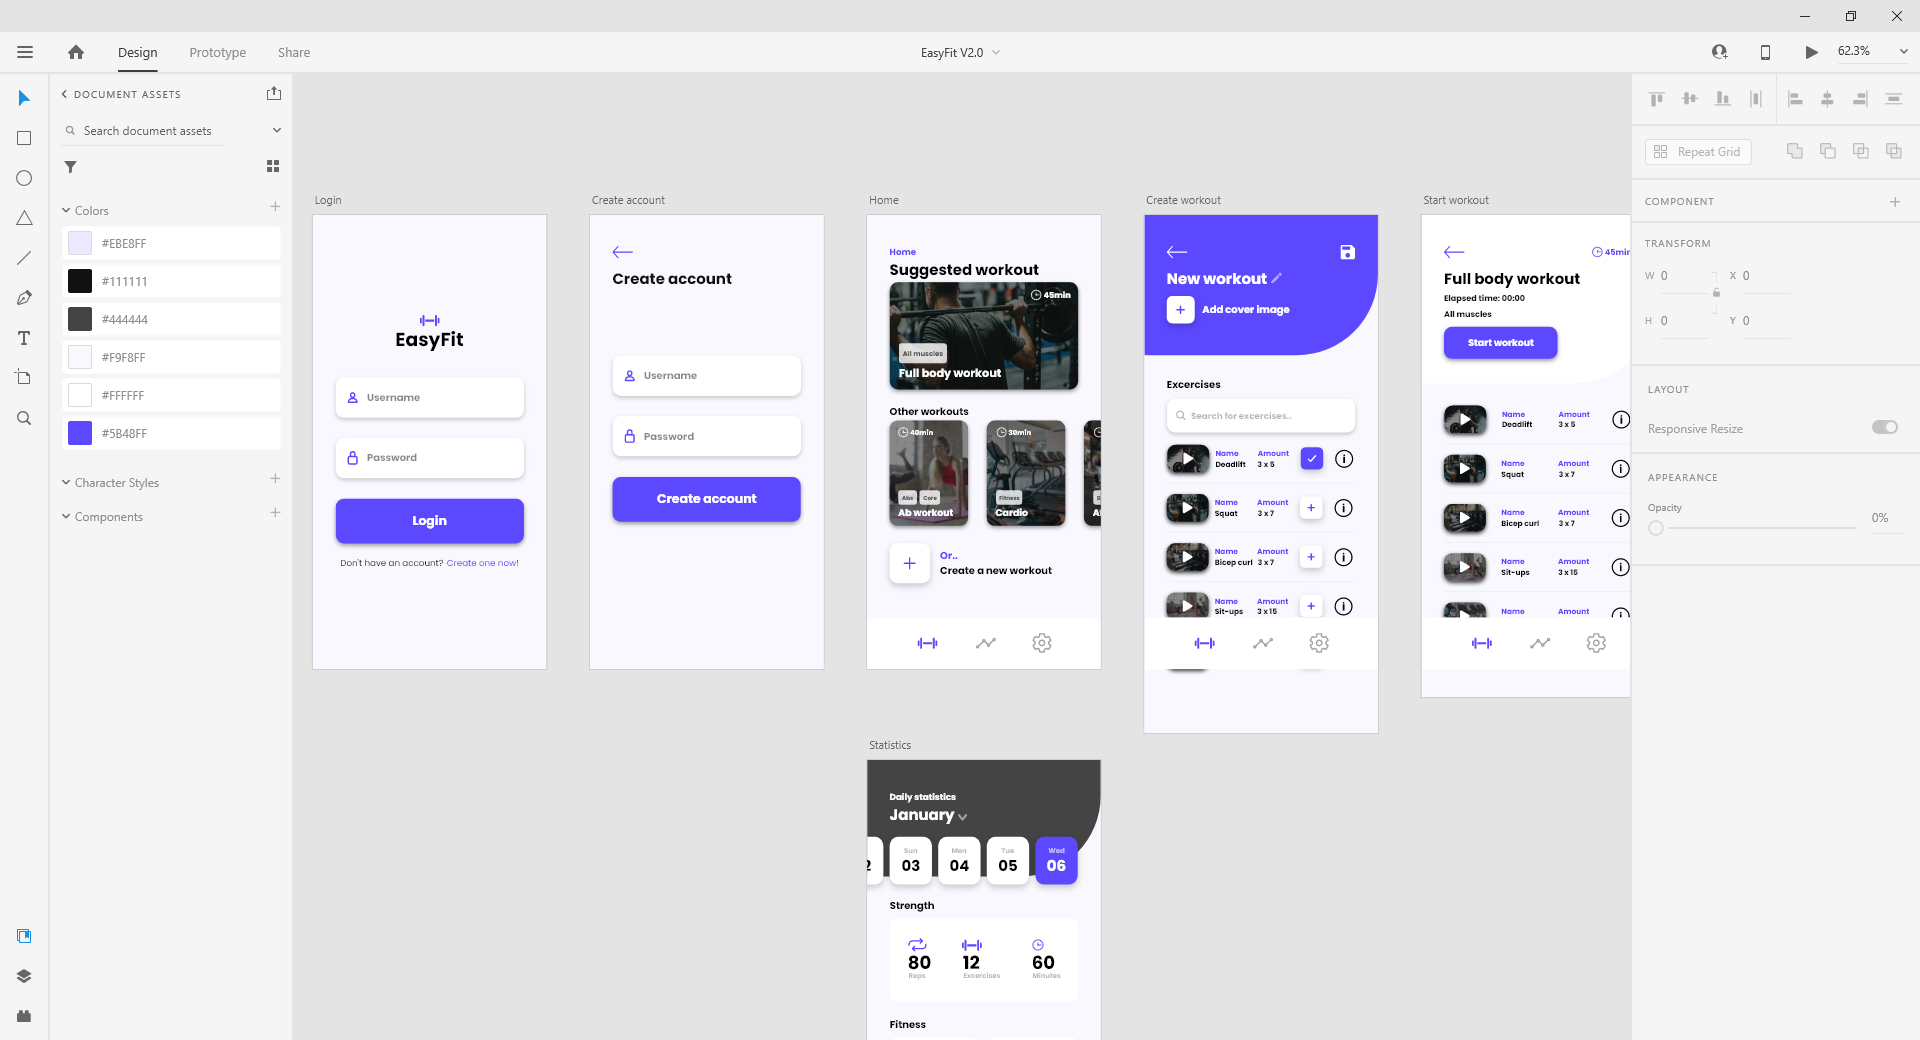 Design
Prototype
Share
EasyFit V2.0
62.3%
DOCUMENT ASSETS
Search document assets
Colors
#EBE8FF
#111111
#444444
#F9F8FF
#FFFFFF
#5B48FF
Character Styles
Components
Login
EasyFit
Username
Password
Login
Don't have an account? Create one now!
Create account
Create account
Username
Password
Create account
Home
Home
Suggested workout
45min
All muscles
Full body workout
Other workouts
40min
Abs
Core
Ab workout
30min
Fitness
Cardio
Or..
Create a new workout
Create workout
New workout
Add cover image
Excercises
Search for excercises..
Name
Amount
Deadlift
3 x 5
Name
Amount
Squat
3 x 7
Name
Amount
Bicep curl
3 x 7
Name
Amount
Sit-ups
3 x 15
Start workout
45min
Full body workout
Elapsed time: 00:00
All muscles
Start workout
Name
Amount
Deadlift
3 x 5
Name
Amount
Squat
3 x 7
Name
Amount
Bicep curl
3 x 7
Name
Amount
Sit-ups
3 x 15
Name
Amount
Statistics
Daily statistics
January
2
Sun
03
Mon
04
Tue
05
Wed
06
Strength
80
Reps
12
Excercises
60
Minutes
Fitness
Repeat Grid
COMPONENT
TRANSFORM
W 0
X 0
H 0
Y 0
LAYOUT
Responsive Resize
APPEARANCE
Opacity
0%